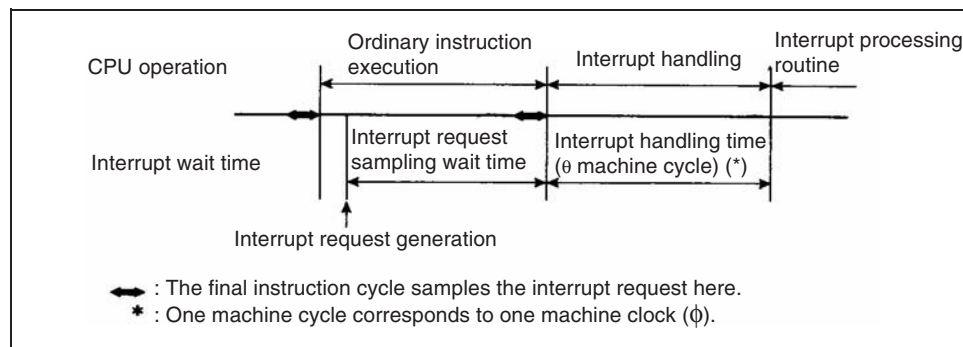 Ordinary instruction
execution
Interrupt handling
Interrupt processing
routine
CPU operation
Interrupt wait time
Interrupt request
sampling wait time
Interrupt handling time
(θ machine cycle) (*)
Interrupt request generation
: The final instruction cycle samples the interrupt request here.
* : One machine cycle corresponds to one machine clock (ϕ).